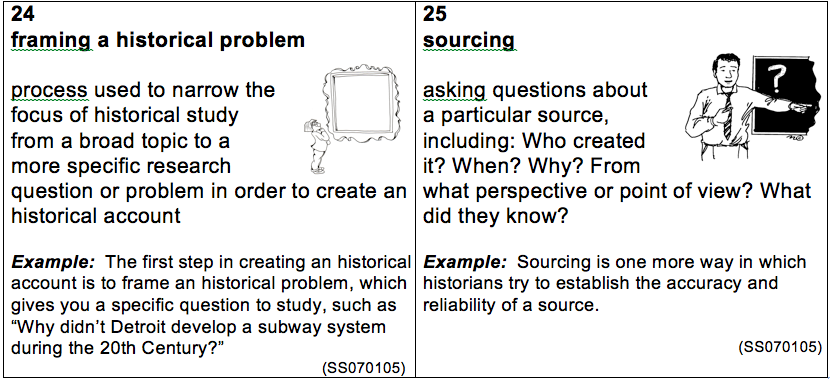 24
framing a historical problem
process used to narrow the
focus of historical study
from a broad topic to a
more specific research
question or problem in order to create an
historical account
Example: The first step in creating an historical
account is to frame an historical problem, which
gives you a specific question to study, such as
“Why didn’t Detroit develop a subway system
during the 20th Century?”
(SS070105)
25
sourcing
asking questions about
a particular source,
including: Who created
it? When? Why? From
what perspective or point of view? What
did they know?
?
Example: Sourcing is one more way in which
historians try to establish the accuracy and
reliability of a source.
(SS070105)